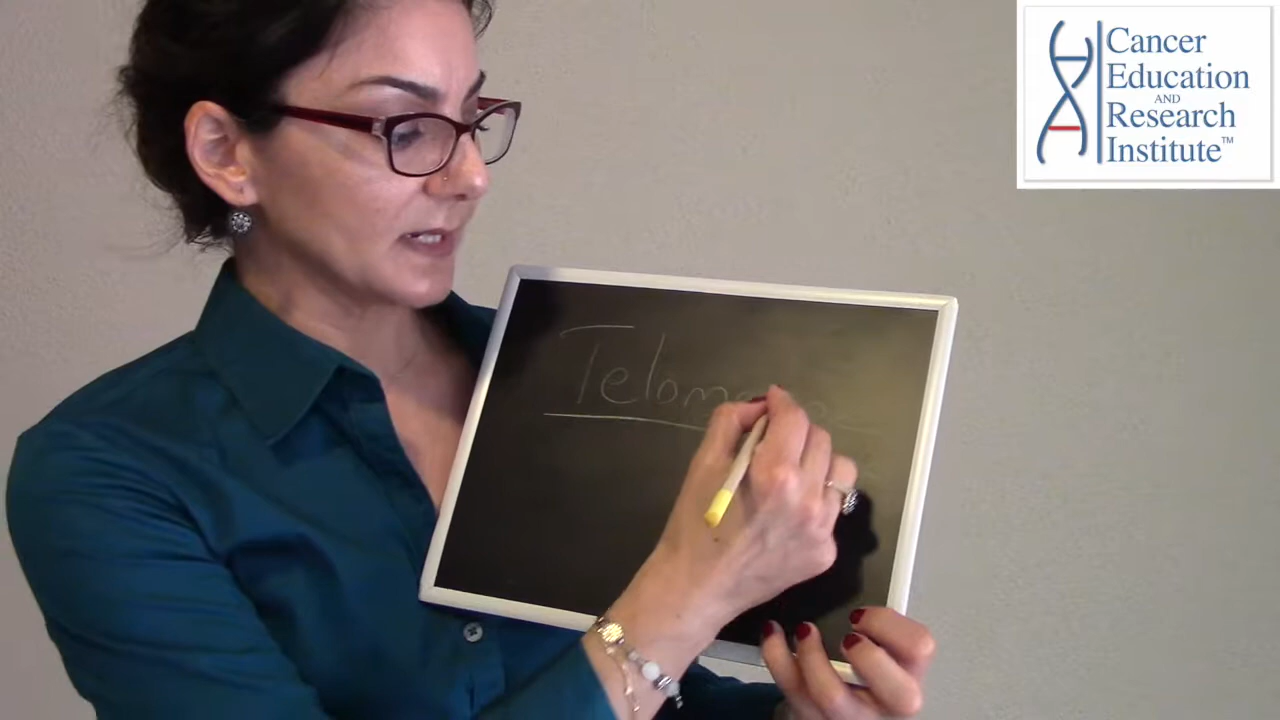 Cancer
Education
AND
Research
Institute™
Telom